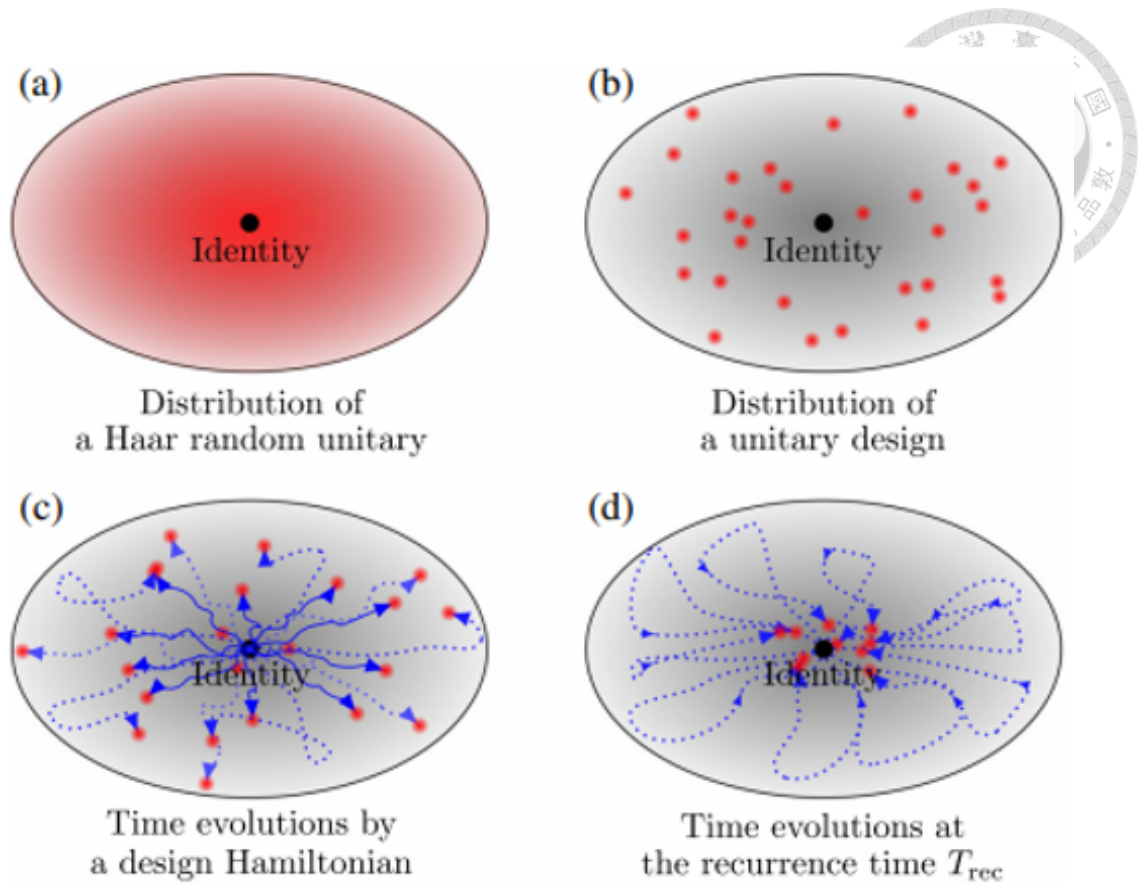 (a)
Identity
Distribution of
a Haar random unitary
(b)
Identity
Distribution of
a unitary design
(c)
Identity
Time evolutions by
a design Hamiltonian
(d)
Identity
Time evolutions at
the recurrence time T_rec